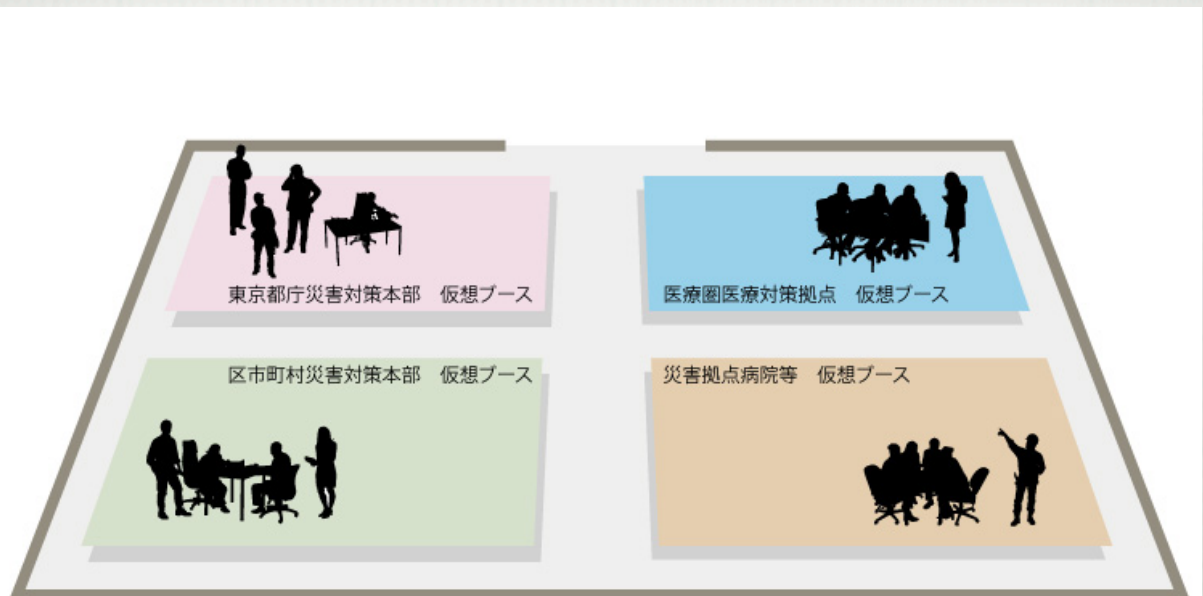 東京都庁災害対策本部　仮想ブース
医療圏医療対策拠点　仮想ブース
区市町村災害対策本部　仮想ブース
災害拠点病院等　仮想ブース